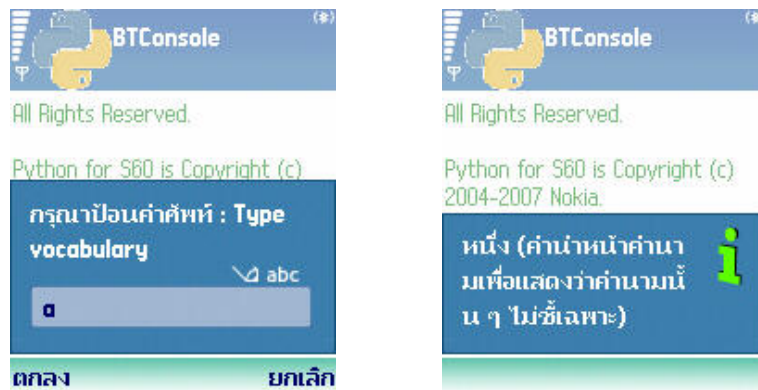 BTConsole
All Rights Reserved.
Python for S60 is Copyright (c)
กรุณาป้อนคำศัพท์ : Type
vocabulary
abc
a
ตกลง ยกเลิก
BTConsole
All Rights Reserved.
Python for S60 is Copyright (c)
2004-2007 Nokia.
หนึ่ง (คำนำหน้าคำนา
มเพื่อแสดงว่าคำนามนั้
น ๆ ไม่ชี้เฉพาะ)